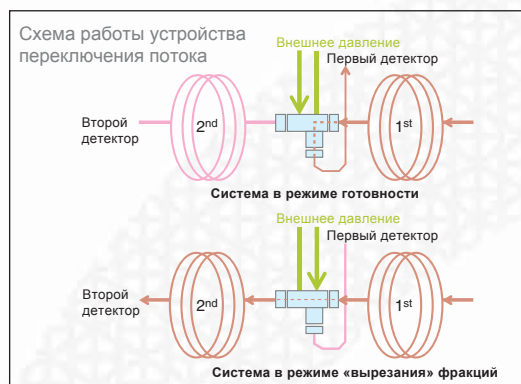 Схема работы устройства
переключения потока
Внешнее давление
Первый детектор
Второй
детектор
2nd
1st
Система в режиме готовности
Внешнее давление
Первый детектор
Второй
детектор
2nd
1st
Система в режиме «вырезания» фракций